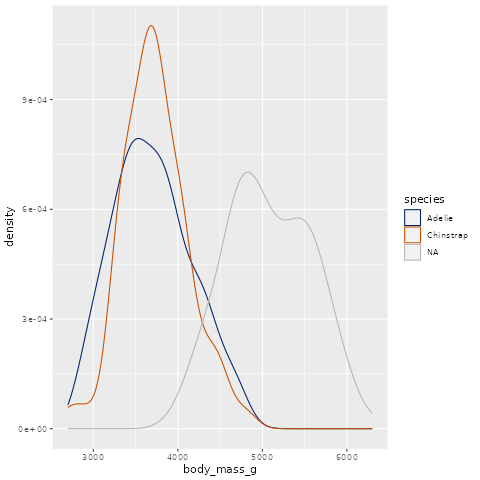 9e-04
6e-04
3e-04
0e+00
density
3000 4000 5000 6000
body_mass_g
species
Adelie
Chinstrap
NA